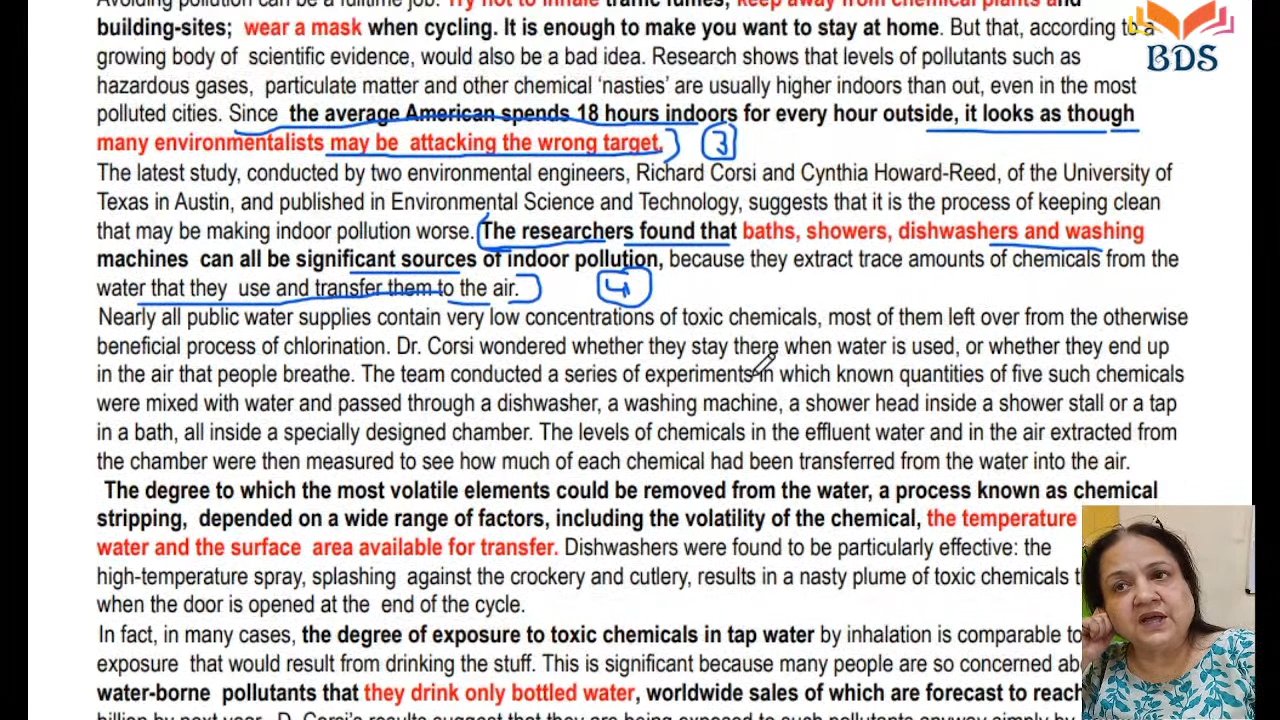 Avoiding pollution can be a fulltime job. Try not to inhale traffic fumes; keep away from chemical plants and
building-sites; wear a mask when cycling. It is enough to make you want to stay at home. But that, according to a
BDS
growing body of scientific evidence, would also be a bad idea. Research shows that levels of pollutants such as
hazardous gases, particulate matter and other chemical ‘nasties’ are usually higher indoors than out, even in the most
polluted cities. Since the average American spends 18 hours indoors for every hour outside, it looks as though
many environmentalists may be attacking the wrong target. 3
The latest study, conducted by two environmental engineers, Richard Corsi and Cynthia Howard-Reed, of the University of
Texas in Austin, and published in Environmental Science and Technology, suggests that it is the process of keeping clean
that may be making indoor pollution worse. The researchers found that baths, showers, dishwashers and washing
machines can all be significant sources of indoor pollution, because they extract trace amounts of chemicals from the
water that they use and transfer them to the air. 4
Nearly all public water supplies contain very low concentrations of toxic chemicals, most of them left over from the otherwise
beneficial process of chlorination. Dr. Corsi wondered whether they stay there when water is used, or whether they end up
in the air that people breathe. The team conducted a series of experiments in which known quantities of five such chemicals
were mixed with water and passed through a dishwasher, a washing machine, a shower head inside a shower stall or a tap
in a bath, all inside a specially designed chamber. The levels of chemicals in the effluent water and in the air extracted from
the chamber were then measured to see how much of each chemical had been transferred from the water into the air.
The degree to which the most volatile elements could be removed from the water, a process known as chemical
stripping, depended on a wide range of factors, including the volatility of the chemical, the temperature
water and the surface area available for transfer. Dishwashers were found to be particularly effective: the
high-temperature spray, splashing against the crockery and cutlery, results in a nasty plume of toxic chemicals
when the door is opened at the end of the cycle.
In fact, in many cases, the degree of exposure to toxic chemicals in tap water by inhalation is comparable to
exposure that would result from drinking the stuff. This is significant because many people are so concerned
water-borne pollutants that they drink only bottled water, worldwide sales of which are forecast to reach
billion by next year. D. Corsi's results suggest that they are being exposed to such pollutants anyway simply by